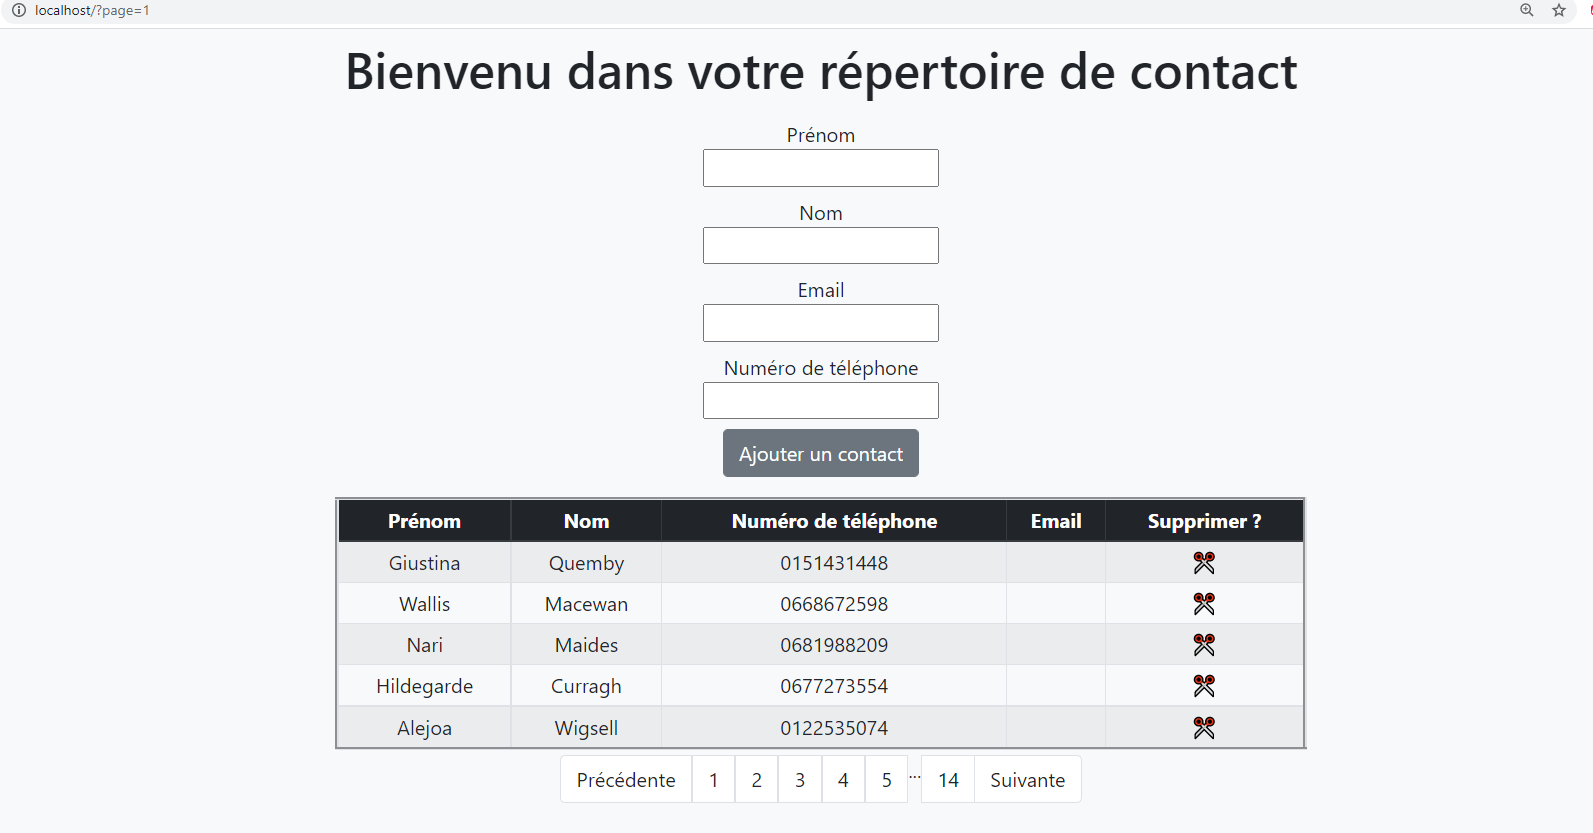 localhost/?page=1
Bienvenu dans votre répertoire de contact
Prénom
Nom
Email
Numéro de téléphone
Ajouter un contact
Prénom Nom Numéro de téléphone Email Supprimer ?
Giustina Quemby 0151431448
Wallis Macewan 0668672598
Nari Maides 0681988209
Hildegarde Curragh 0677273554
Alejoa Wigsell 0122535074
Précédente 1 2 3 4 5 ... 14 Suivante